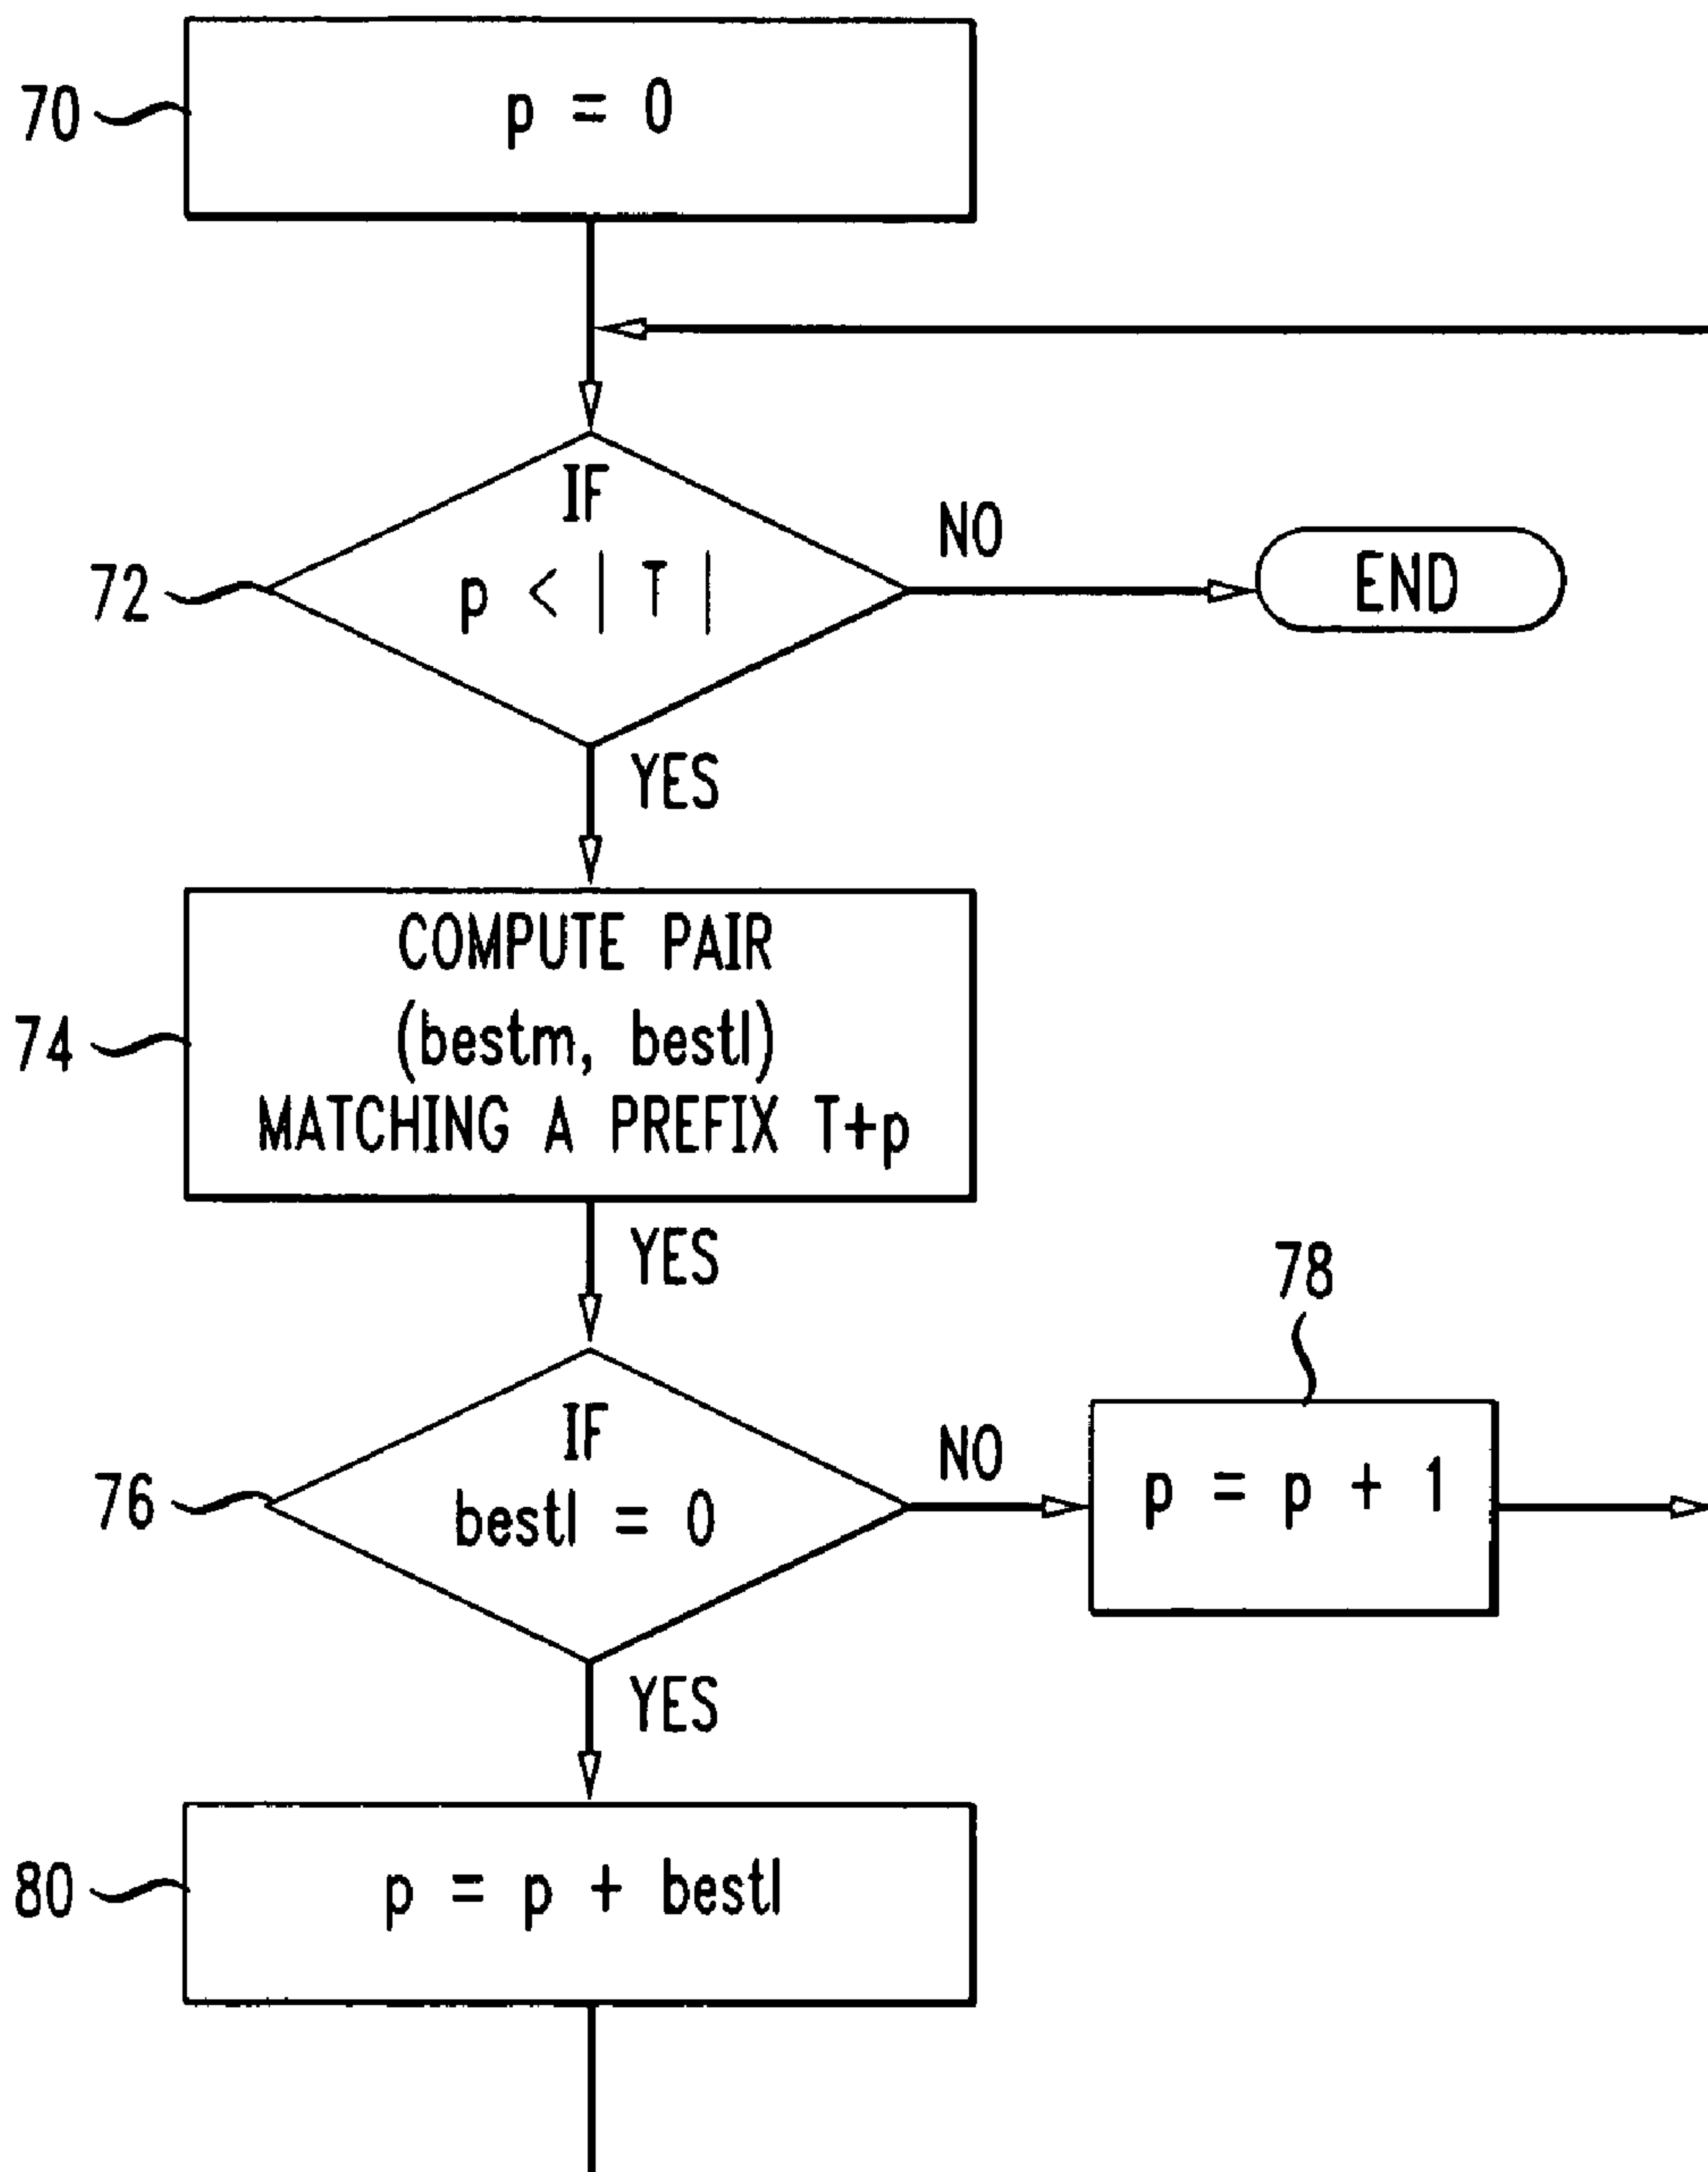 70
p = 0
IF
72
p < | T |
NO
END
YES
COMPUTE PAIR
74
(bestm, bestl)
MATCHING A PREFIX T+p
YES
78
IF
76
bestl = 0
NO
p = p + 1
YES
80
p = p + bestl